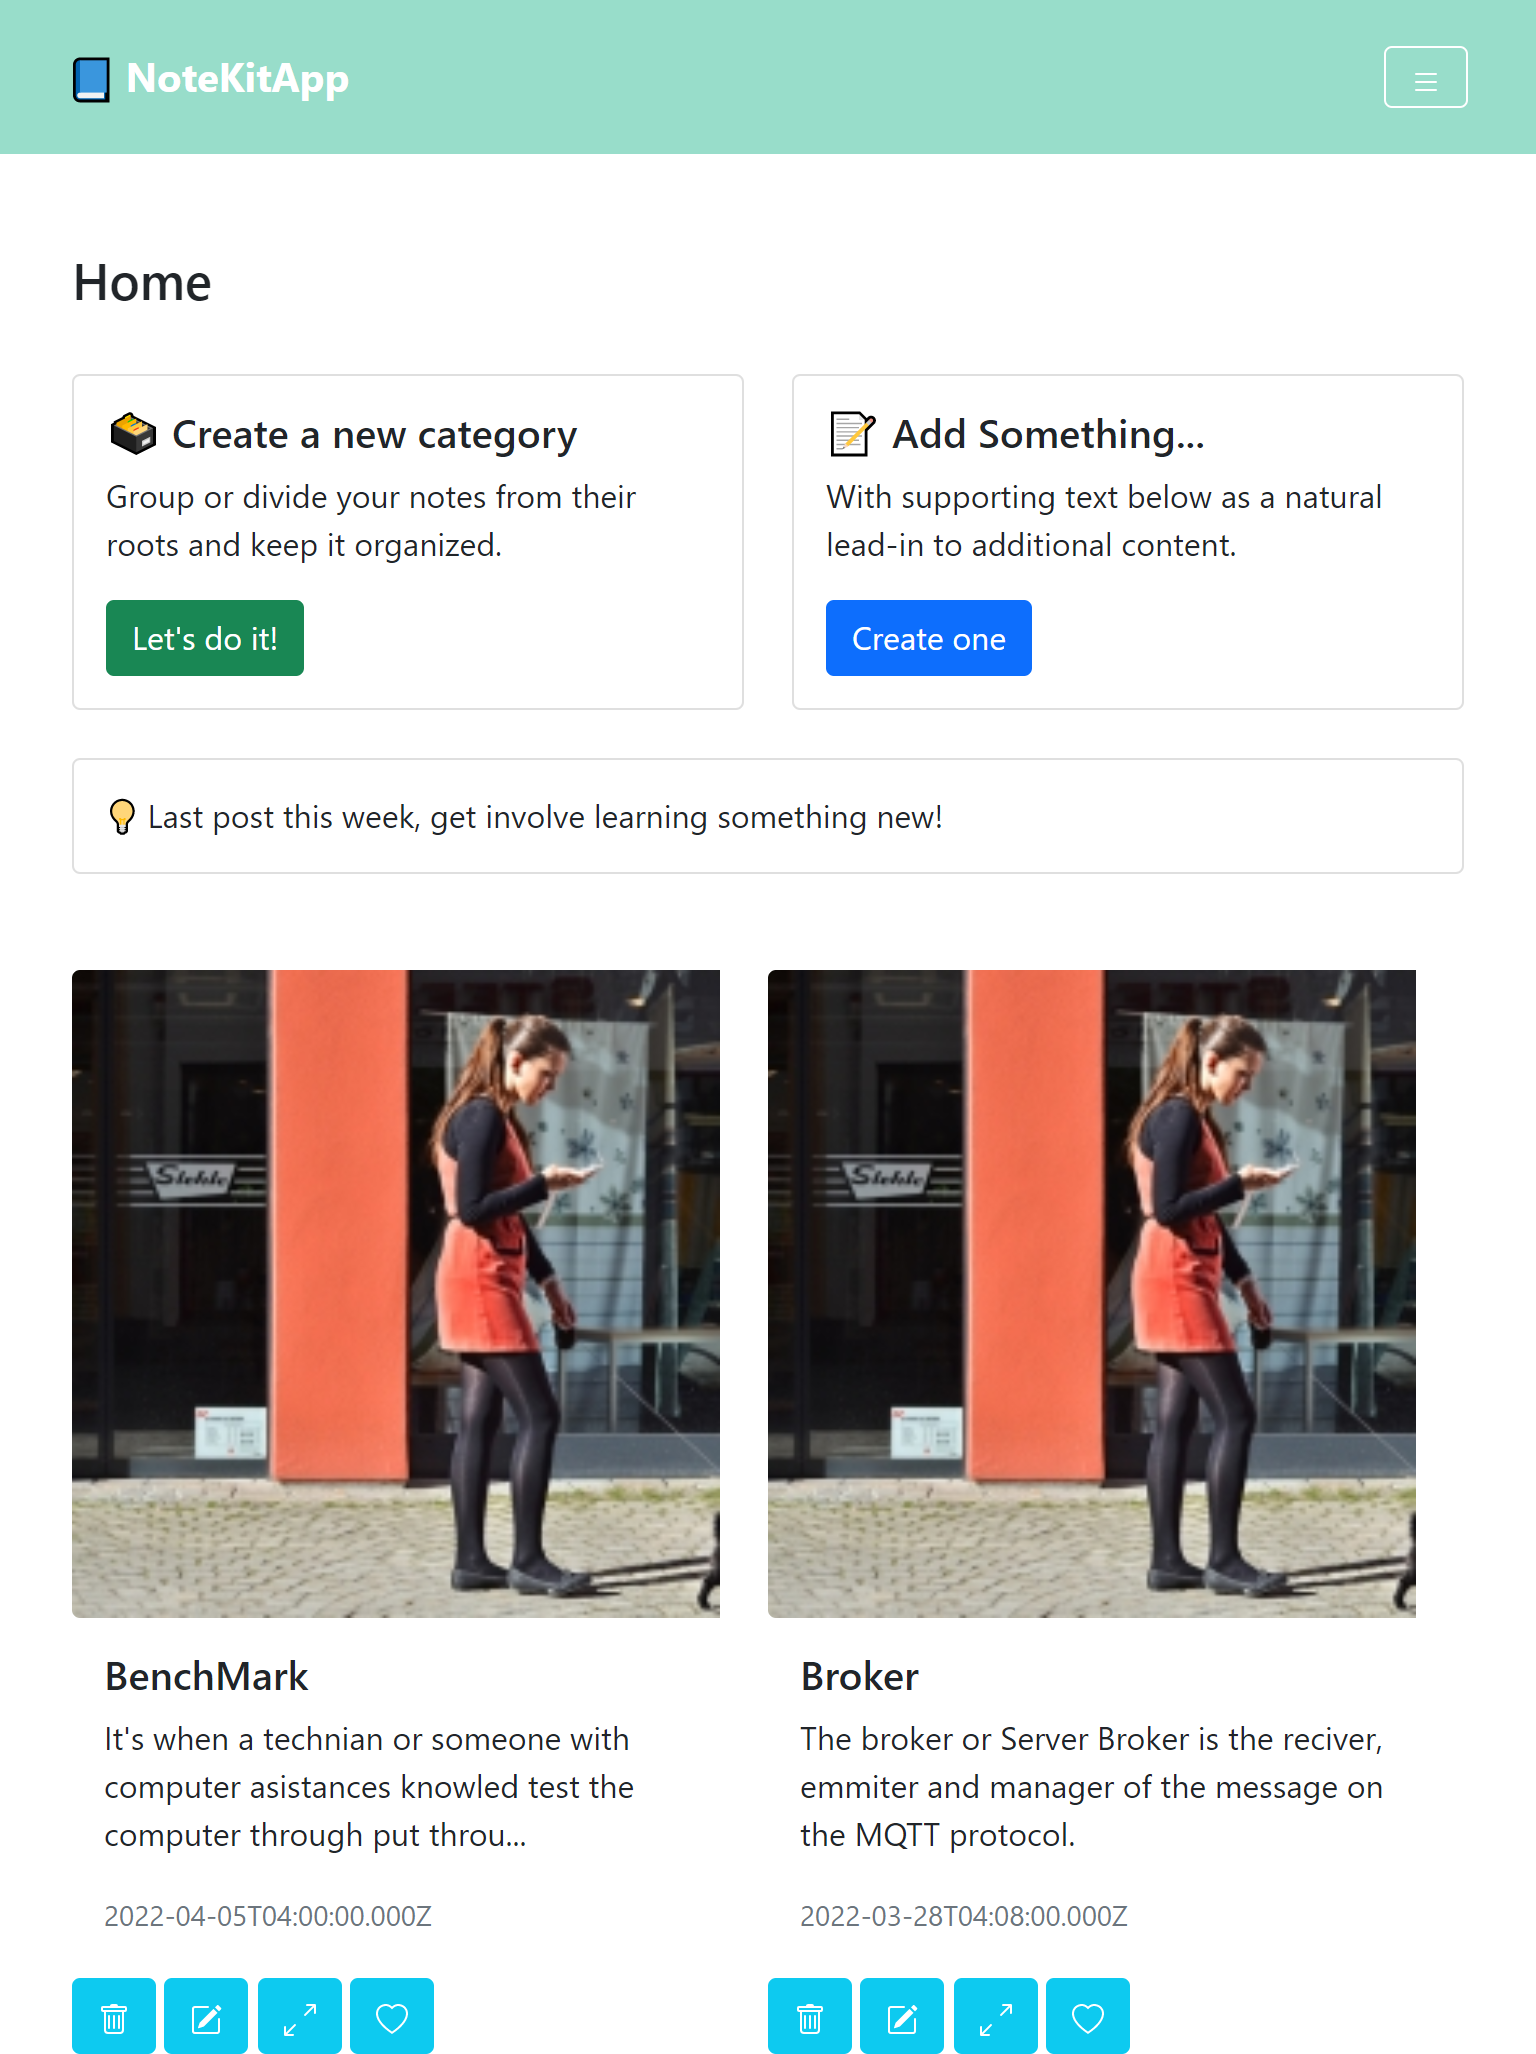 NoteKitApp
Home
Create a new category
Group or divide your notes from their
roots and keep it organized.
Let's do it!
Add Something...
With supporting text below as a natural
lead-in to additional content.
Create one
Last post this week, get involve learning something new!
BenchMark
It's when a technian or someone with
computer asistances knowled test the
computer through put throu...
2022-04-05T04:00:00.000Z
Broker
The broker or Server Broker is the reciver,
emmiter and manager of the message on
the MQTT protocol.
2022-03-28T04:08:00.000Z